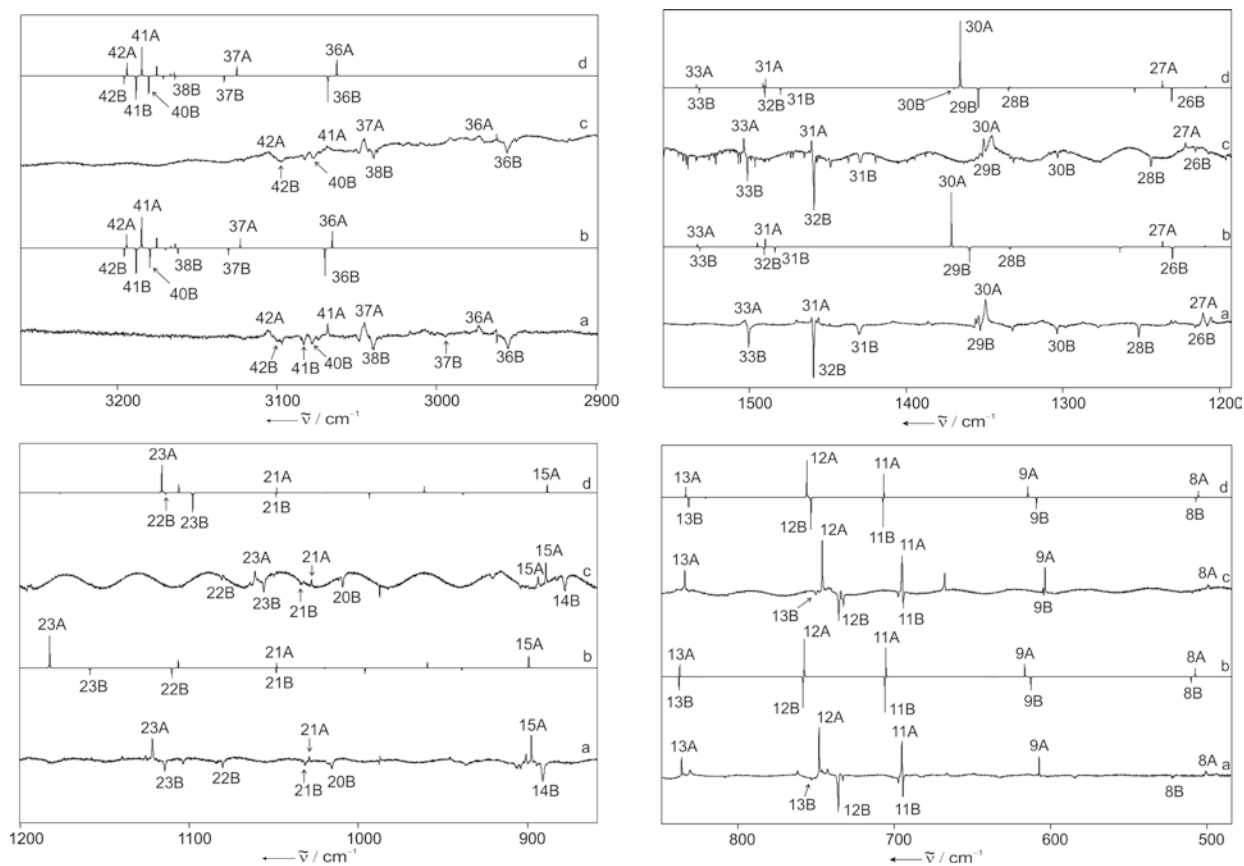 41A
42A 37A 36A d
42B 38B 37B 36B
41B 40B
c
42A 41A 37A 36A
42B 40B 38B 36B
41A
42A 37A 36A b
42B 38B 37B 36B
41B 40B
42A 41A 37A 36A a
42B 41B 40B 38B 37B 36B
3200 3100 3000 2900
ν̃ / cm⁻¹
30A
33A 31A 27A d
33B 32B 31B 30B 29B 28B 26B
33A 31A 30A 27A c
33B 32B 31B 29B 30B 28B 26B
30A
33A 31A 27A b
33B 32B 31B 29B 28B 26B
33A 31A 30A 27A a
33B 32B 31B 29B 30B 28B 26B
1500 1400 1300 1200
ν̃ / cm⁻¹
23A 21A 15A d
22B 23B 21B
23A 21A 15A 15A c
22B 23B 21B 20B 14B
23A 21A 15A b
23B 22B 21B
23A 21A 15A a
23B 22B 21B 20B 14B
1200 1100 1000 900
ν̃ / cm⁻¹
13A 12A 11A 9A 8A d
13B 12B 11B 9B 8B
13A 12A 11A 9A 8A c
13B 12B 11B 9B
13A 12A 11A 9A 8A b
13B 12B 11B 9B 8B
13A 12A 11A 9A 8A a
13B 12B 11B 8B
800 700 600 500
ν̃ / cm⁻¹